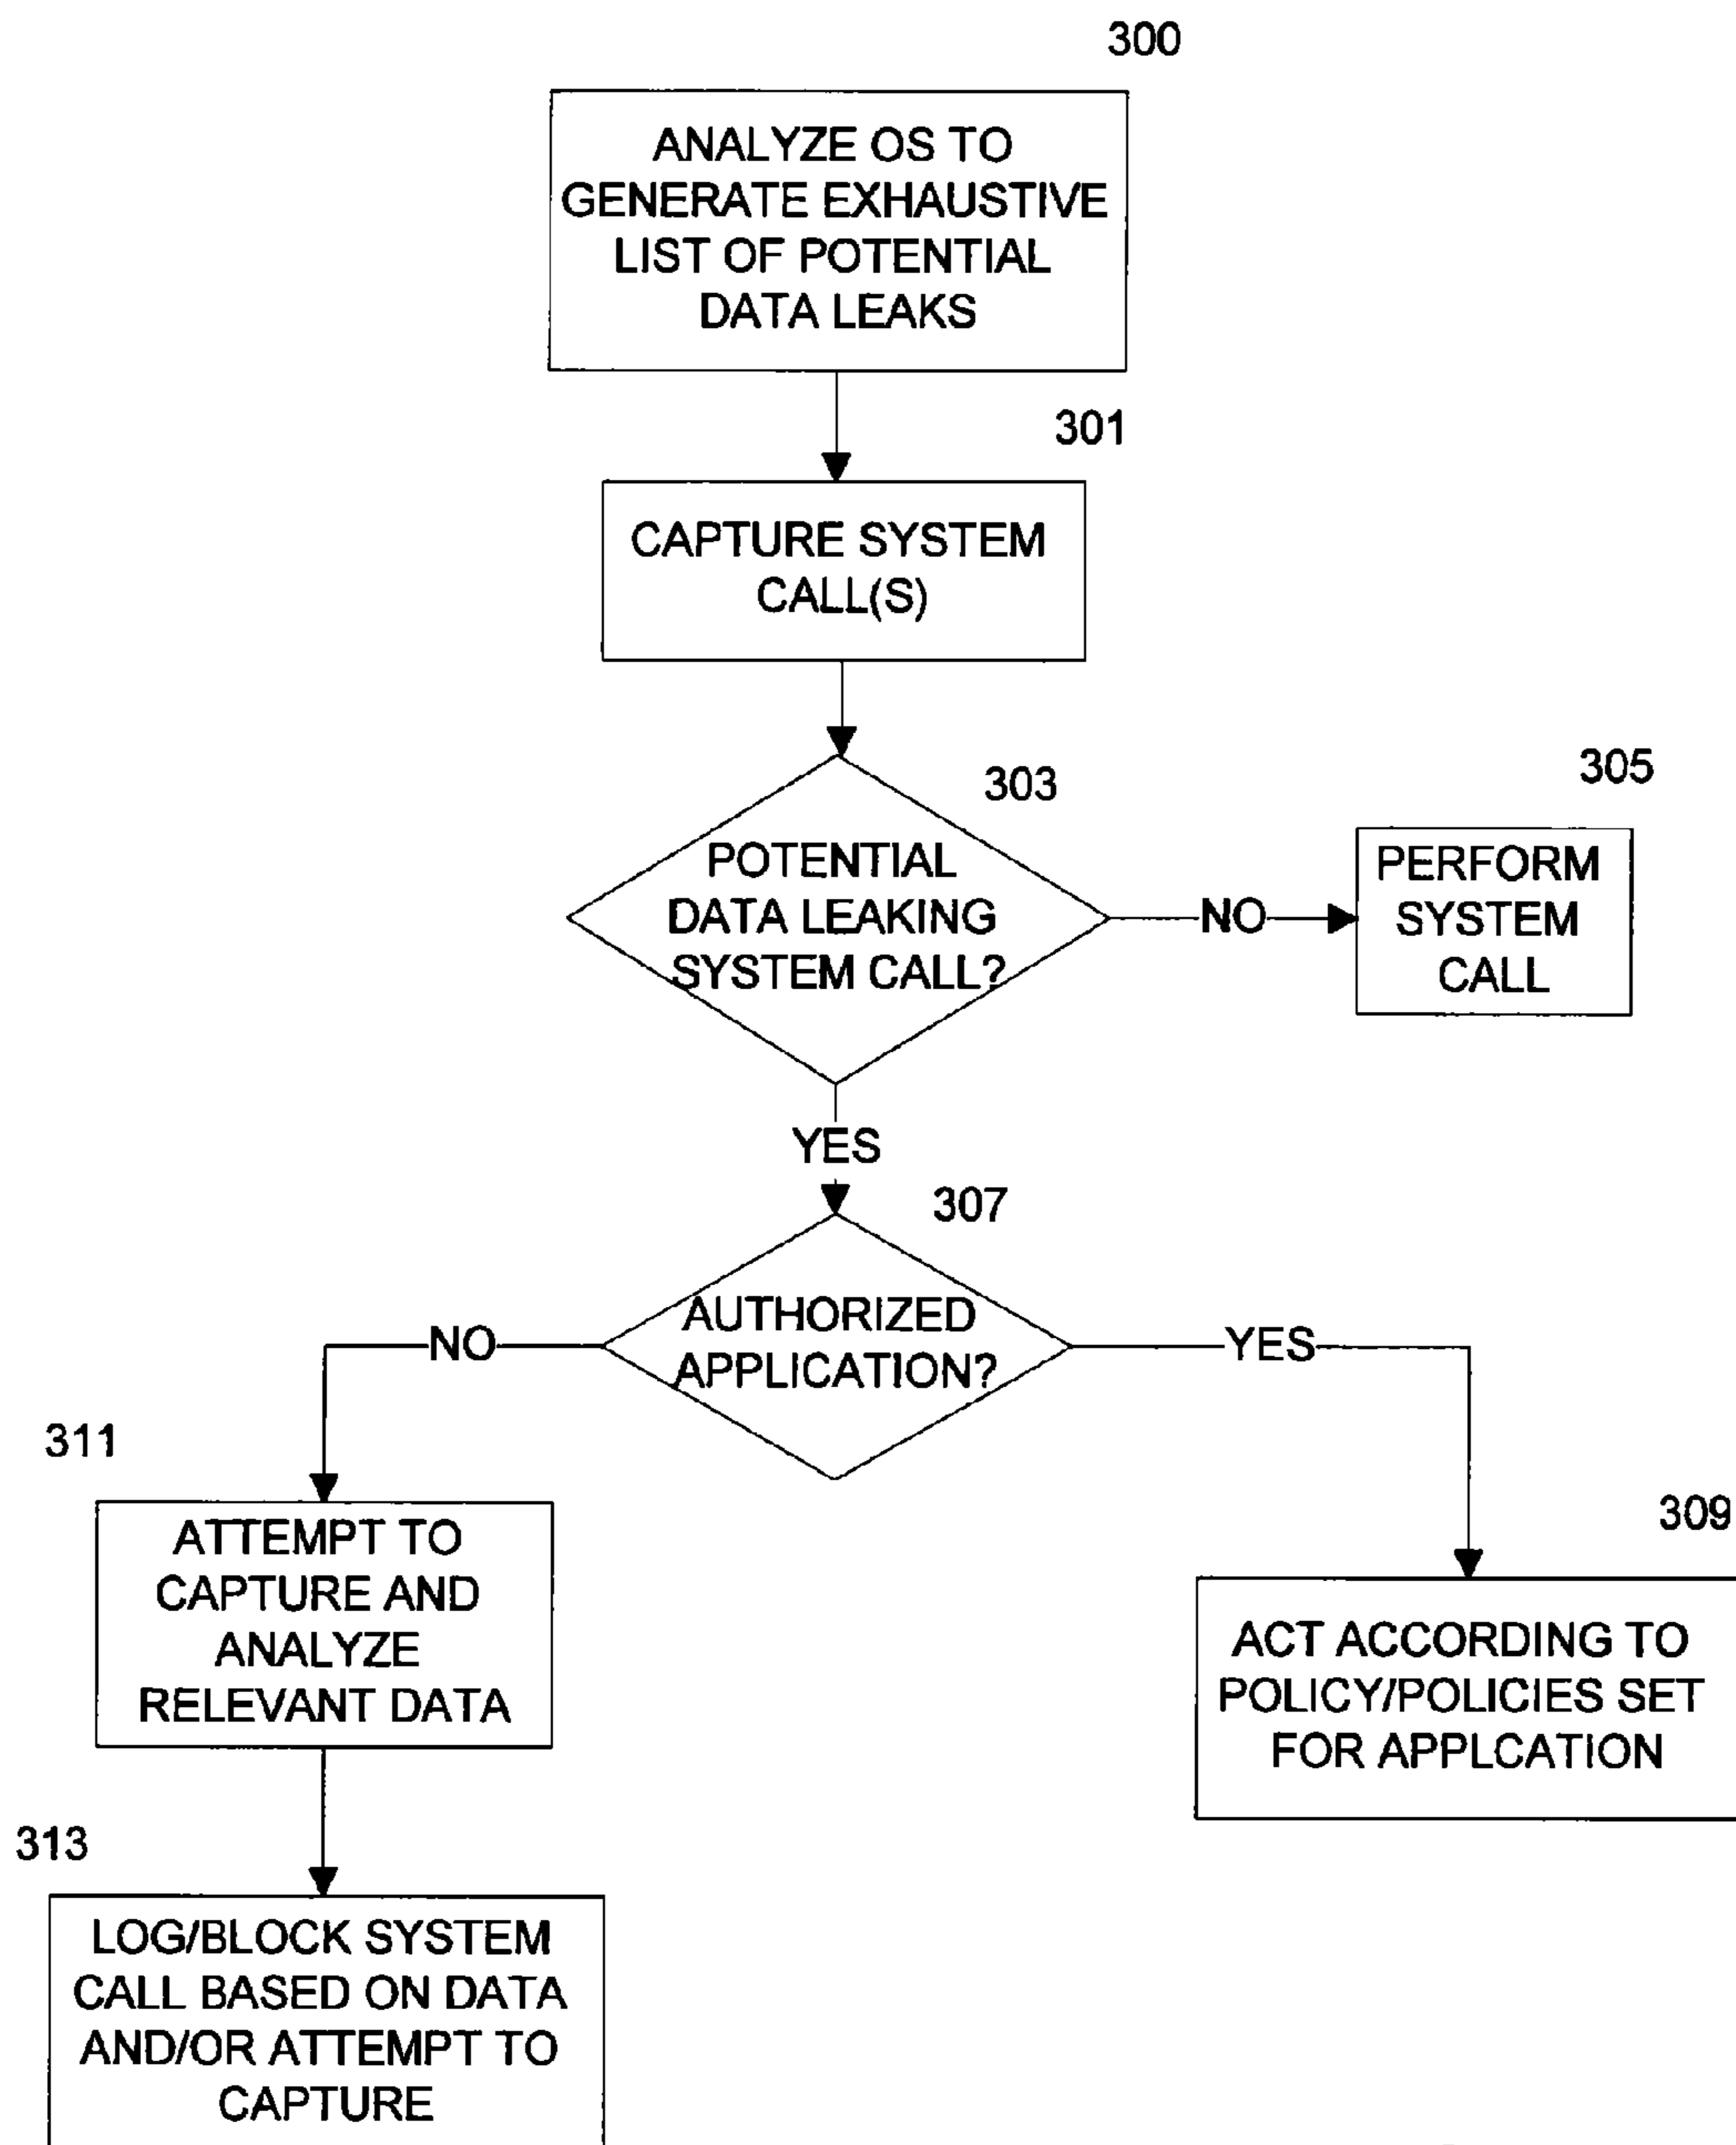 300
ANALYZE OS TO
GENERATE EXHAUSTIVE
LIST OF POTENTIAL
DATA LEAKS
301
CAPTURE SYSTEM
CALL(S)
303
POTENTIAL
DATA LEAKING
SYSTEM CALL?
NO
305
PERFORM
SYSTEM
CALL
YES
307
AUTHORIZED
APPLICATION?
NO
YES
311
ATTEMPT TO
CAPTURE AND
ANALYZE
RELEVANT DATA
309
ACT ACCORDING TO
POLICY/POLICIES SET
FOR APPLCATION
313
LOG/BLOCK SYSTEM
CALL BASED ON DATA
AND/OR ATTEMPT TO
CAPTURE